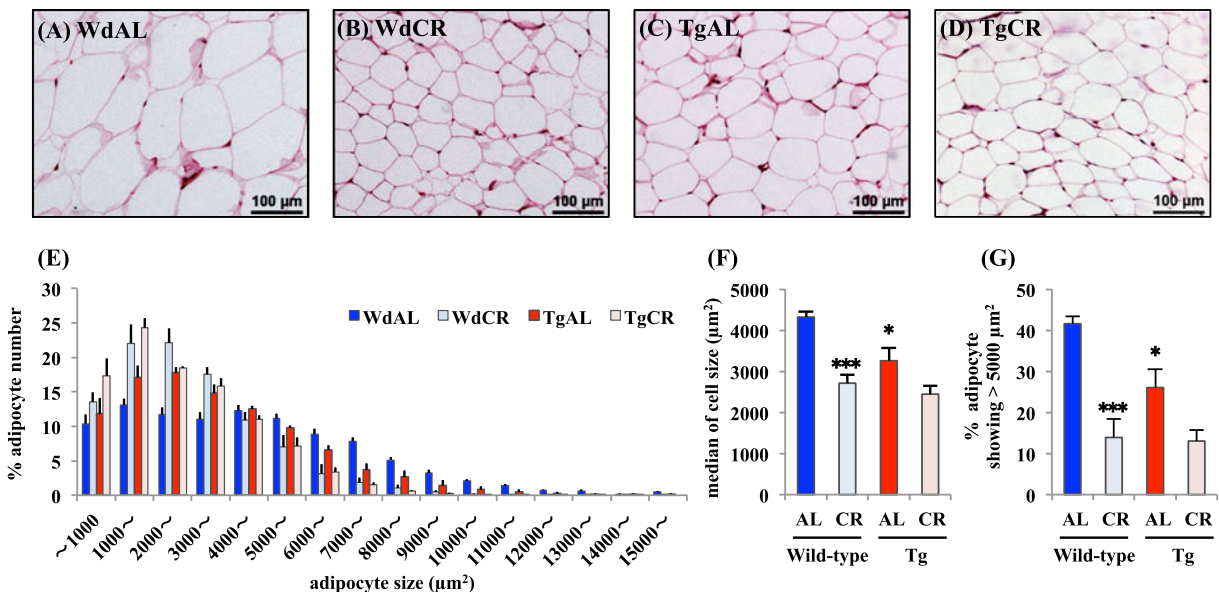 (A) WdAL
(B) WdCR
(C) TgAL
(D) TgCR
100 µm
100 µm
100 µm
100 µm
(E)
% adipocyte number
30
25
20
15
10
5
0
WdAL
WdCR
TgAL
TgCR
～1000
1000～
2000～
3000～
4000～
5000～
6000～
7000～
8000～
9000～
10000～
11000～
12000～
13000～
14000～
15000～
adipocyte size (µm²)
(F)
median of cell size (µm²)
5000
4000
3000
2000
1000
0
***
*
AL CR AL CR
Wild-type Tg
(G)
% adipocyte
showing > 5000 µm²
50
40
30
20
10
0
***
*
AL CR AL CR
Wild-type Tg